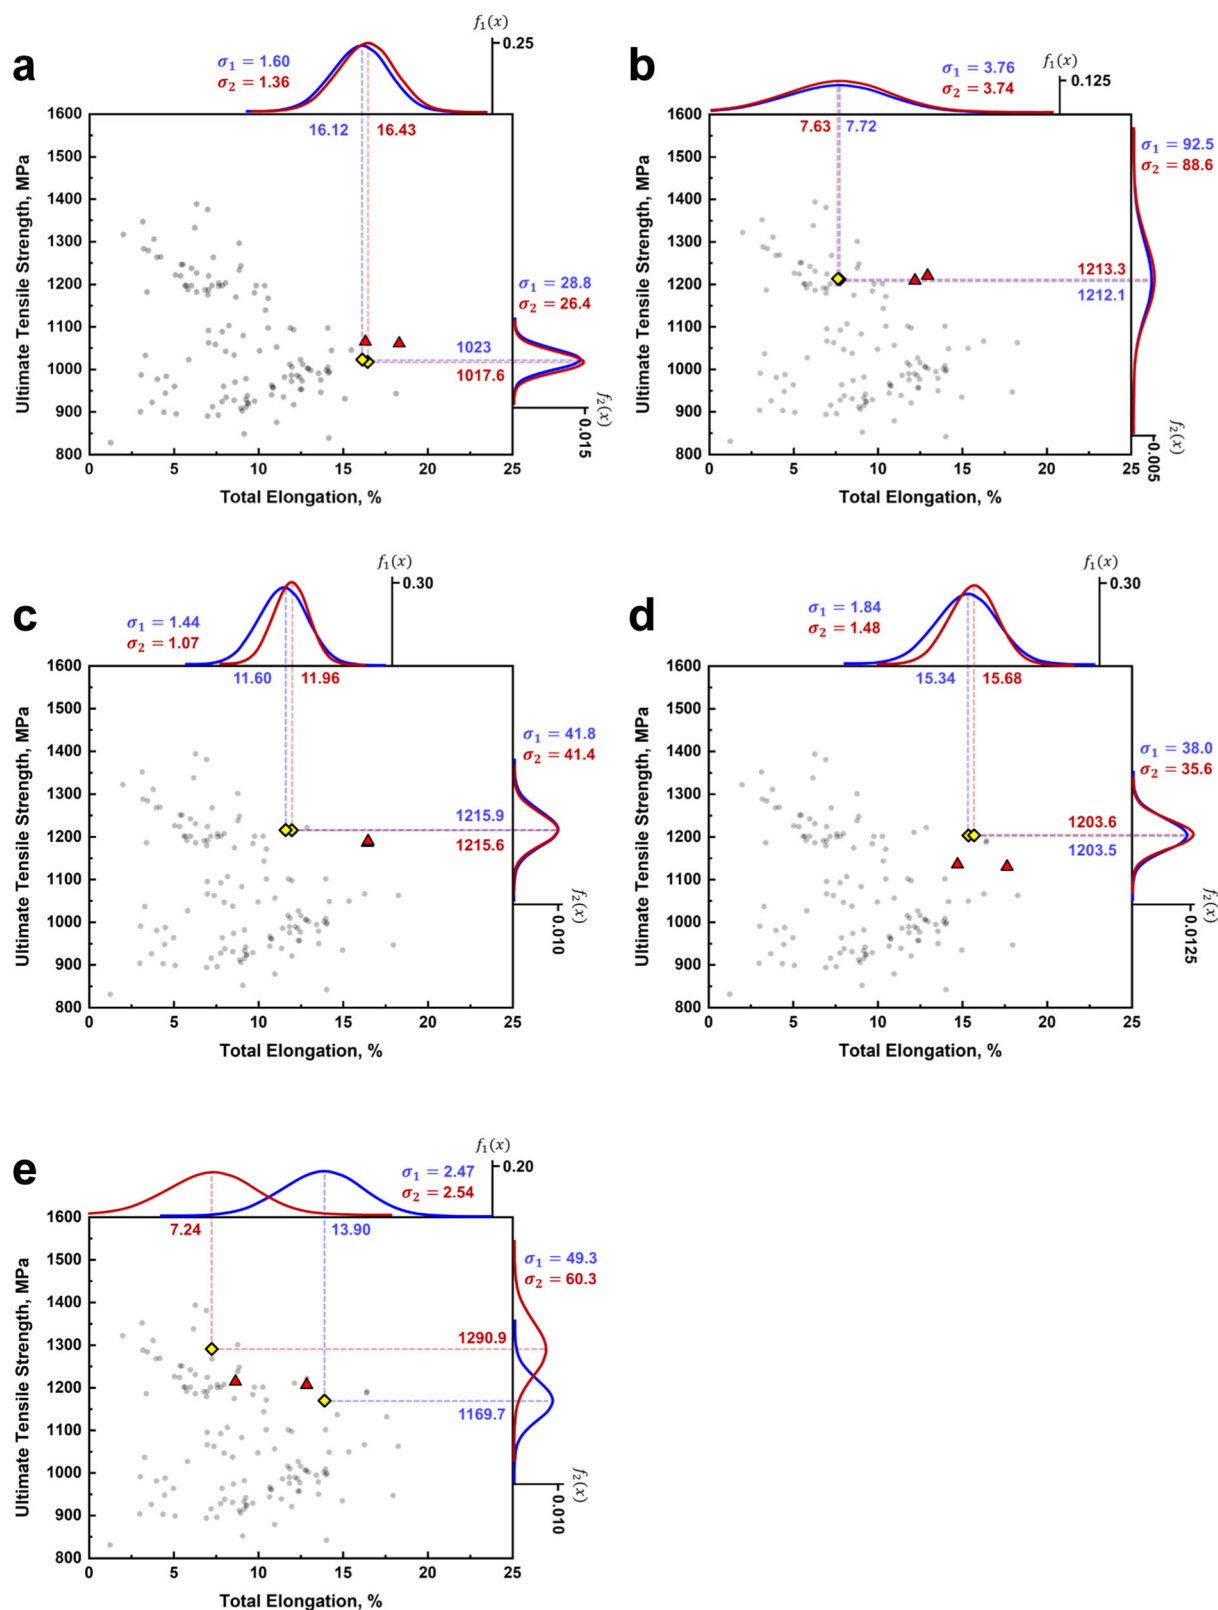 a
f₁(x)
0.25
σ₁ = 1.60
σ₂ = 1.36
16.12
16.43
1600
1500
1400
1300
1200
1100
1000
900
800
Ultimate Tensile Strength, MPa
σ₁ = 28.8
σ₂ = 26.4
1023
1017.6
f₂(x)
0.015
0
5
10
15
20
25
Total Elongation, %
b
f₁(x)
0.125
σ₁ = 3.76
σ₂ = 3.74
7.63
7.72
1600
1500
1400
1300
1200
1100
1000
900
800
Ultimate Tensile Strength, MPa
σ₁ = 92.5
σ₂ = 88.6
1213.3
1212.1
f₂(x)
0.005
0
5
10
15
20
25
Total Elongation, %
c
f₁(x)
0.30
σ₁ = 1.44
σ₂ = 1.07
11.60
11.96
1600
1500
1400
1300
1200
1100
1000
900
800
Ultimate Tensile Strength, MPa
σ₁ = 41.8
σ₂ = 41.4
1215.9
1215.6
f₂(x)
0.010
0
5
10
15
20
25
Total Elongation, %
d
f₁(x)
0.30
σ₁ = 1.84
σ₂ = 1.48
15.34
15.68
1600
1500
1400
1300
1200
1100
1000
900
800
Ultimate Tensile Strength, MPa
σ₁ = 38.0
σ₂ = 35.6
1203.6
1203.5
f₂(x)
0.0125
0
5
10
15
20
25
Total Elongation, %
e
f₁(x)
0.20
σ₁ = 2.47
σ₂ = 2.54
7.24
13.90
1600
1500
1400
1300
1200
1100
1000
900
800
Ultimate Tensile Strength, MPa
σ₁ = 49.3
σ₂ = 60.3
1290.9
1169.7
f₂(x)
0.010
0
5
10
15
20
25
Total Elongation, %